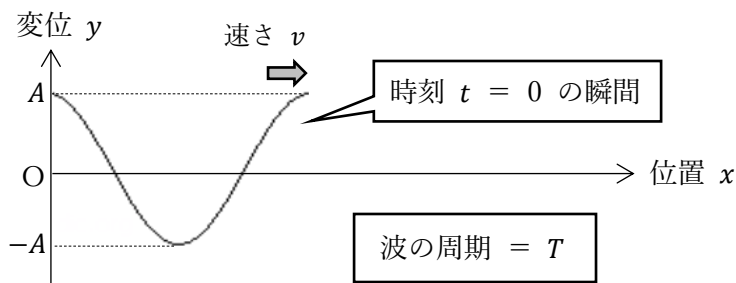 変位 y
速さ v
A
時刻 t = 0 の瞬間
O
位置 x
−A
波の周期 = T